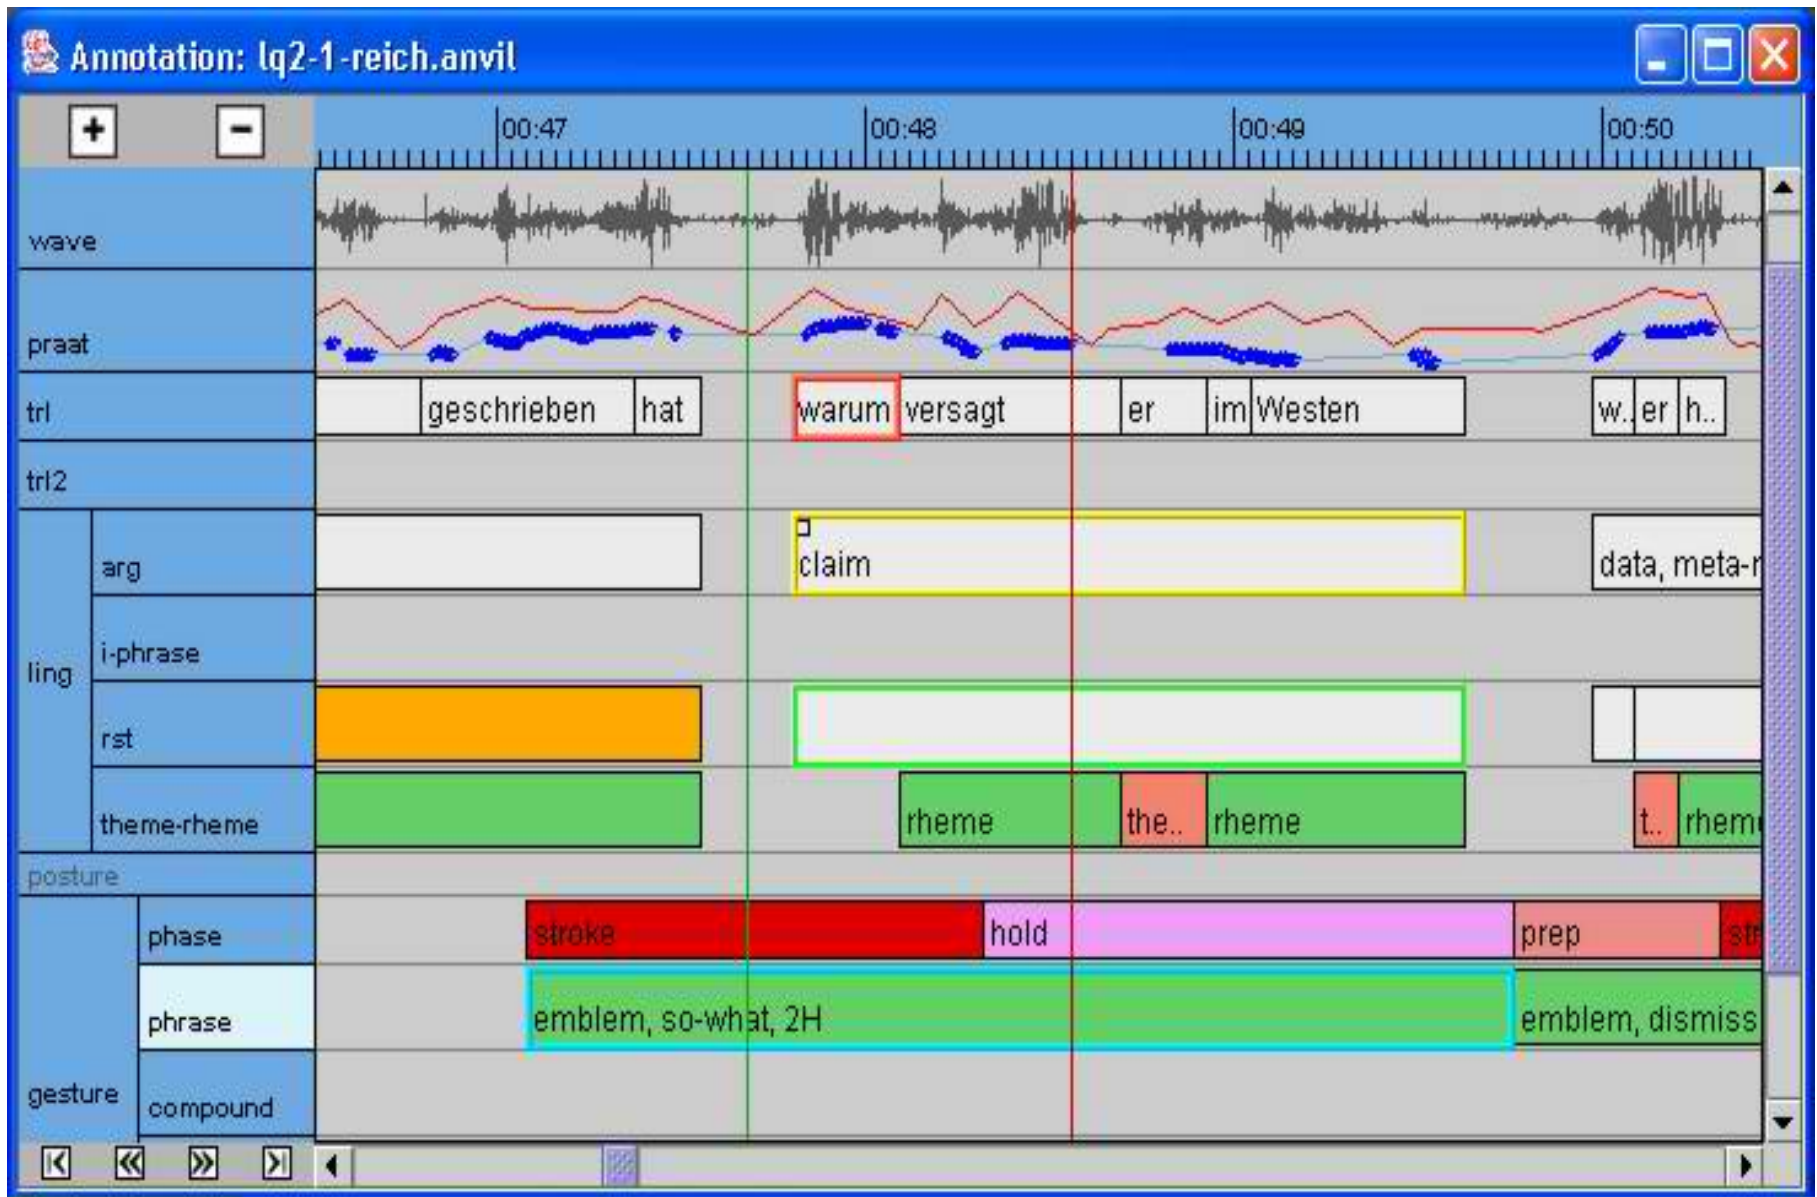 Annotation: lq2-1-reich.anvil
+ -
00:47 00:48 00:49 00:50
wave
praat
trl geschrieben hat warum versagt er im Westen w.. er h..
trl2
ling
arg claim data, meta-r
i-phrase
rst
theme-rheme rheme the.. rheme t.. rhem
posture
gesture
phase stroke hold prep str
phrase emblem, so-what, 2H emblem, dismiss
compound